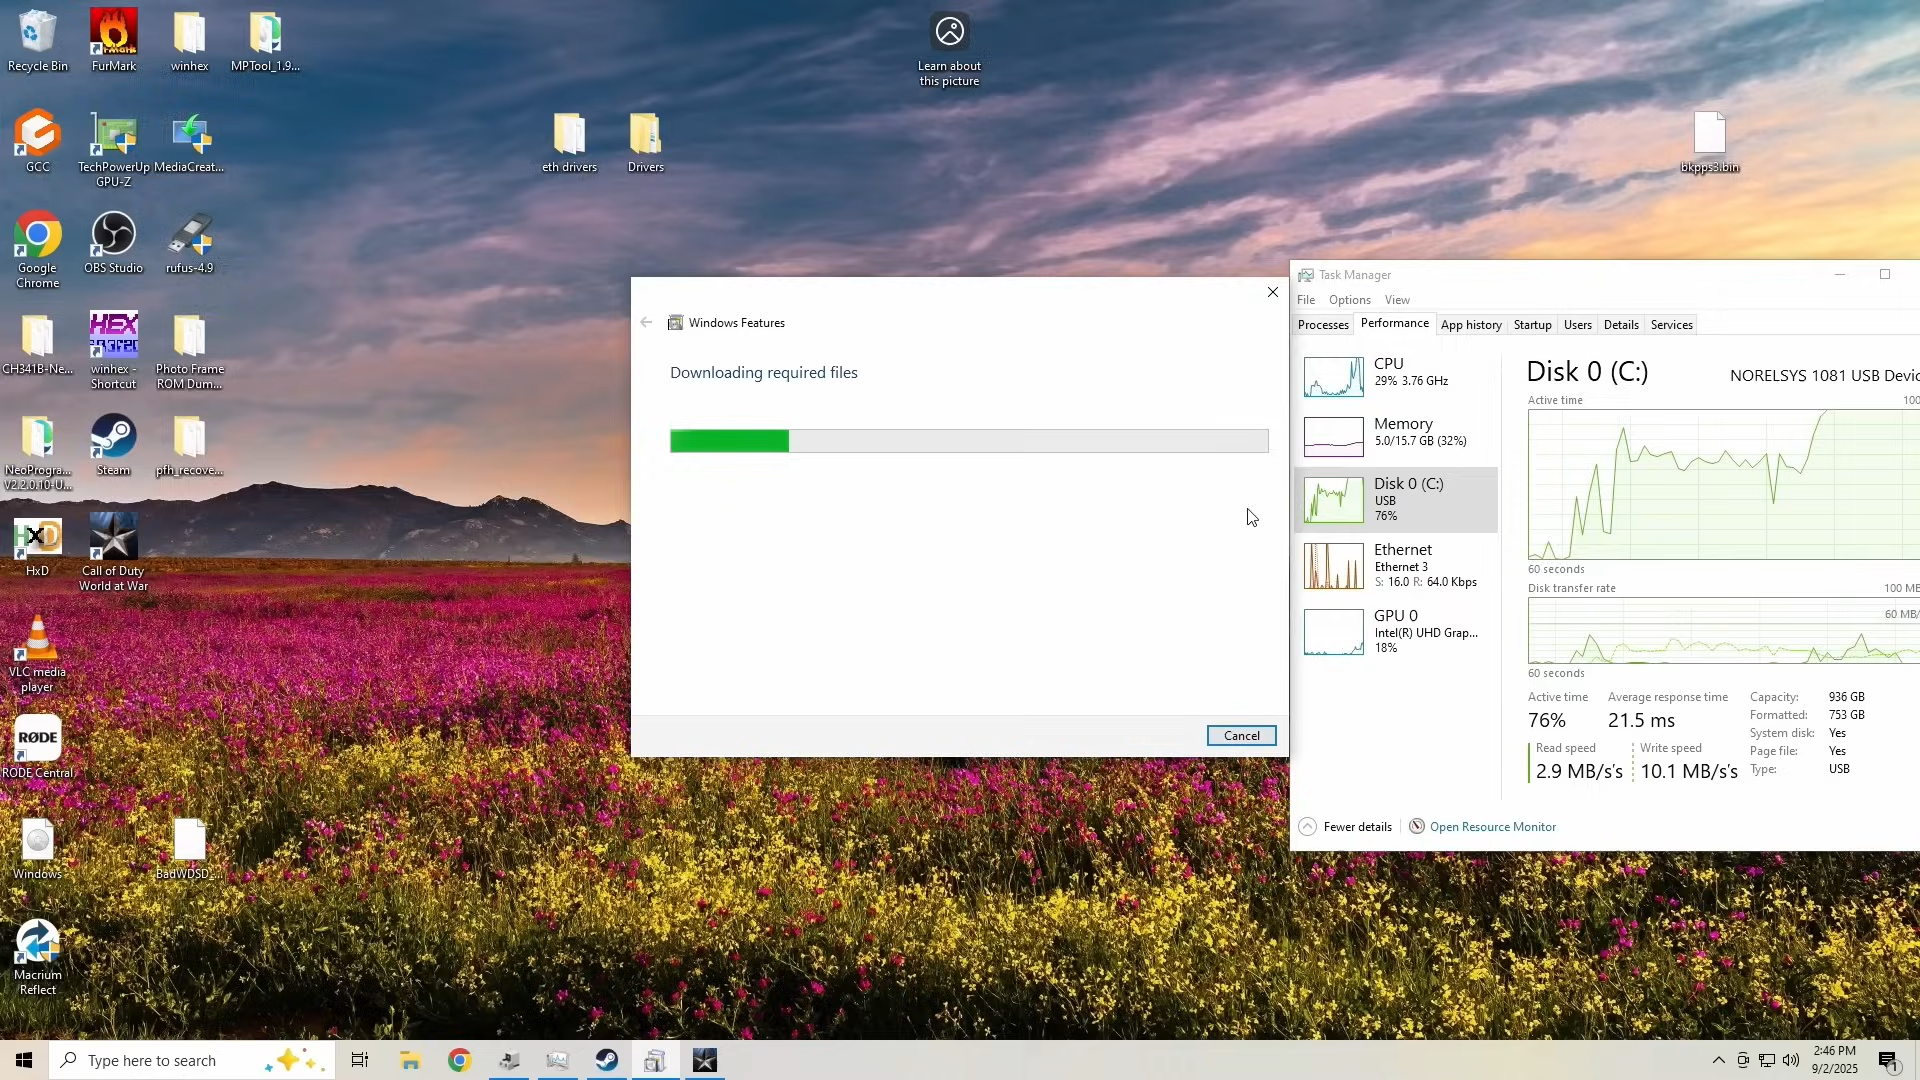 Recycle Bin
FurMark
winhex
MPTool_1.9...
Learn about
this picture
GCC
TechPowerUp
GPU-Z
MediaCreat...
eth drivers
Drivers
bkpps3.bin
Google
Chrome
OBS Studio
rufus-4.9
CH341B-Ne...
HEX
winhex -
Shortcut
Photo Frame
ROM Dum...
NeoProgra...
V2.2.0.10-U...
Steam
pfh_recove...
HxD
HxD
Call of Duty
World at War
VLC media
player
RØDE
RODE Central
Windows
BadWDSD_...
Macrium
Reflect
Windows Features
Downloading required files
Cancel
Task Manager
File Options View
Processes Performance App history Startup Users Details Services
CPU
29% 3.76 GHz
Memory
5.0/15.7 GB (32%)
Disk 0 (C:)
USB
76%
Ethernet
Ethernet 3
S: 16.0 R: 64.0 Kbps
GPU 0
Intel(R) UHD Grap...
18%
Disk 0 (C:) NORELSYS 1081 USB Devic
Active time 100
60 seconds
Disk transfer rate 100 MB
60 MB/
60 seconds
Active time Average response time
76% 21.5 ms
Read speed Write speed
2.9 MB/s's 10.1 MB/s's
Capacity: 936 GB
Formatted: 753 GB
System disk: Yes
Page file: Yes
Type: USB
Fewer details Open Resource Monitor
Type here to search
2:46 PM
9/2/2025
1